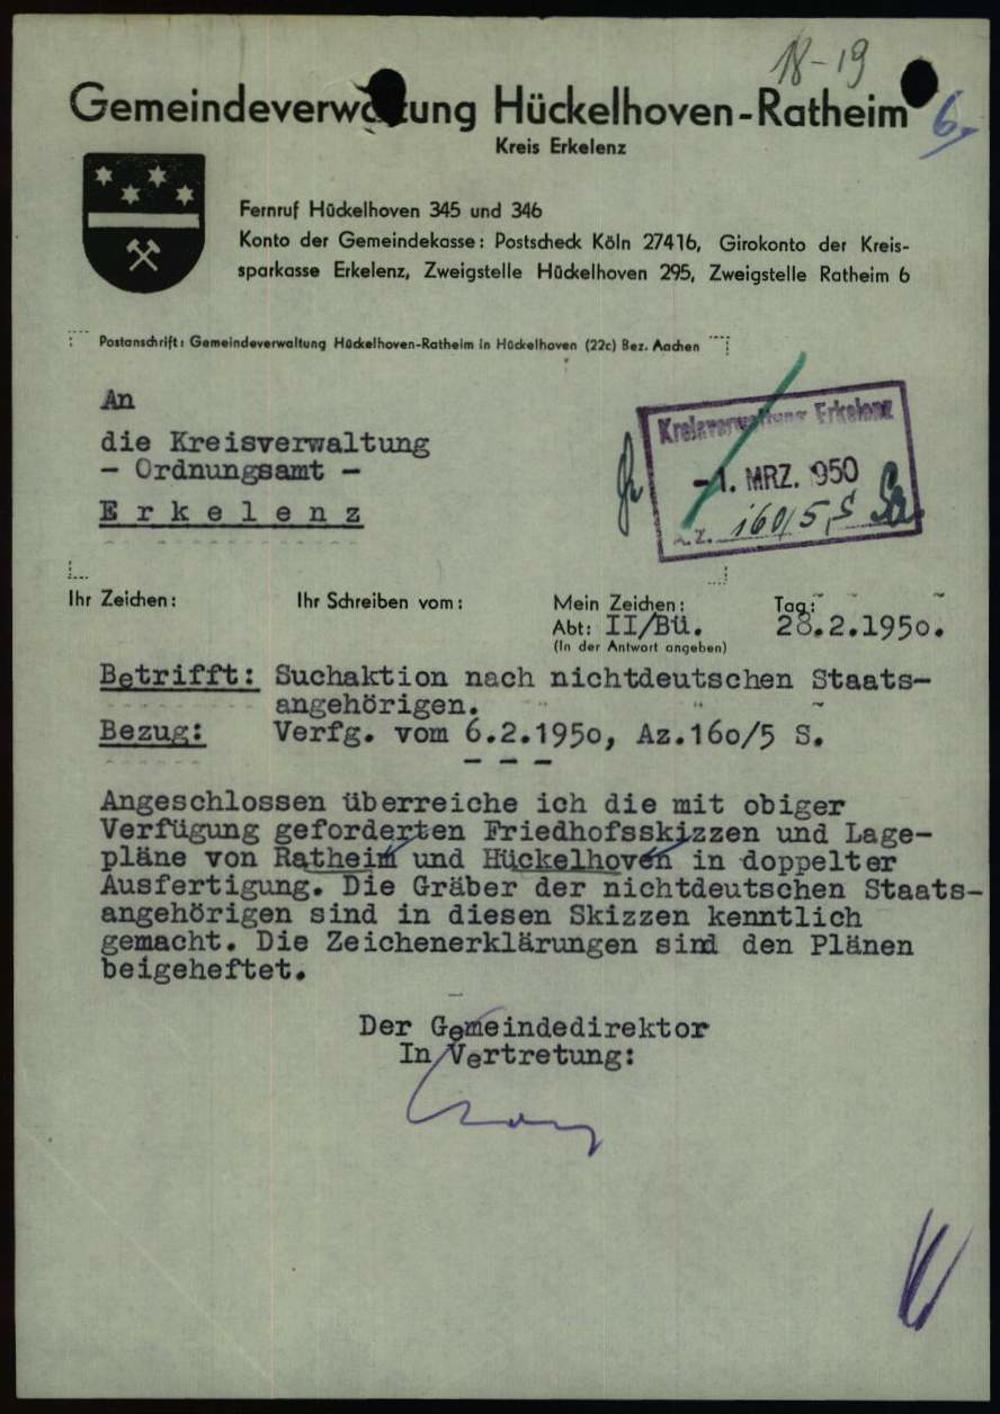 18-19
Gemeindeverwaltung Hückelhoven-Ratheim
6.
Kreis Erkelenz
Fernruf Hückelhoven 345 und 346
Konto der Gemeindekasse: Postscheck Köln 27416, Girokonto der Kreis-
sparkasse Erkelenz, Zweigstelle Hückelhoven 295, Zweigstelle Ratheim 6
Postanschrift: Gemeindeverwaltung Hückelhoven-Ratheim in Hückelhoven (22c) Bez. Aachen
An
die Kreisverwaltung
- Ordnungsamt -
E r k e l e n z
Kreisverwaltung Erkelenz
-1. MRZ. 950
160/5 S
Ihr Zeichen:
Ihr Schreiben vom:
Mein Zeichen:
Abt: II/Bü.
(In der Antwort angeben)
Tag:
28.2.1950.
Betrifft: Suchaktion nach nichtdeutschen Staats-
angehörigen.
Bezug: Verfg. vom 6.2.1950, Az.160/5 S.
- - -
Angeschlossen überreiche ich die mit obiger
Verfügung geforderten Friedhofsskizzen und Lage-
pläne von Ratheim und Hückelhoven in doppelter
Ausfertigung. Die Gräber der nichtdeutschen Staats-
angehörigen sind in diesen Skizzen kenntlich
gemacht. Die Zeichenerklärungen sind den Plänen
beigeheftet.
Der Gemeindedirektor
In Vertretung: